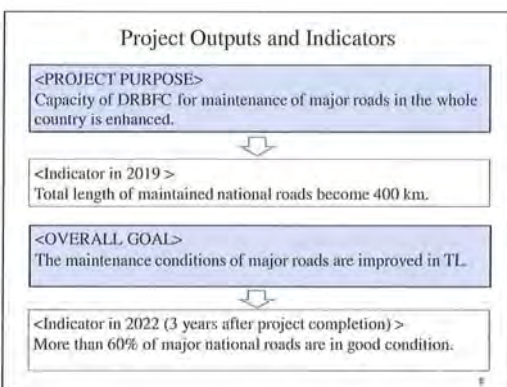 Project Outputs and Indicators
<PROJECT PURPOSE>
Capacity of DRBFC for maintenance of major roads in the whole
country is enhanced.
<Indicator in 2019 >
Total length of maintained national roads become 400 km.
<OVERALL GOAL>
The maintenance conditions of major roads are improved in TL.
<Indicator in 2022 (3 years after project completion) >
More than 60% of major national roads are in good condition.